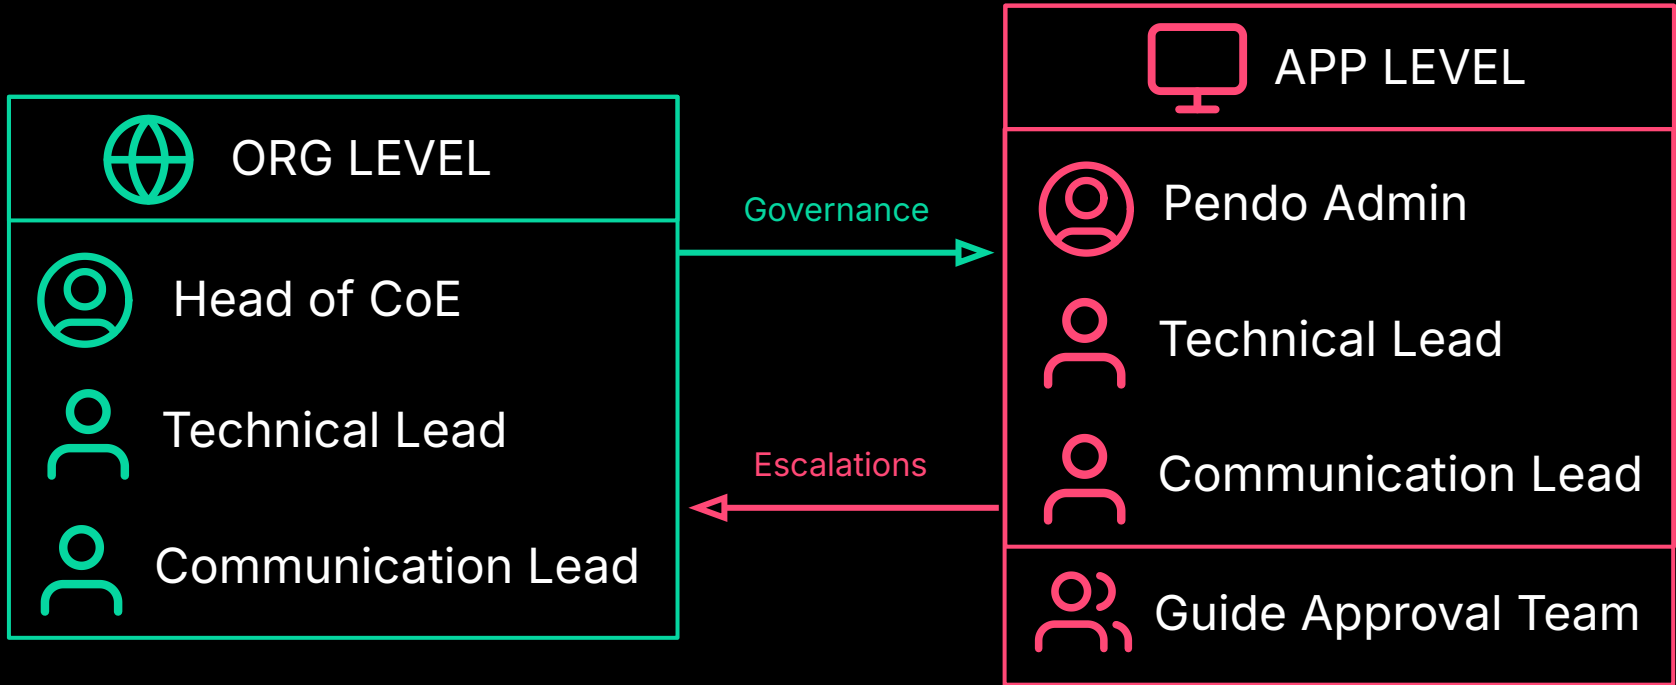 ORG LEVEL
Head of CoE
Technical Lead
Communication Lead
Governance
Escalations
APP LEVEL
Pendo Admin
Technical Lead
Communication Lead
Guide Approval Team